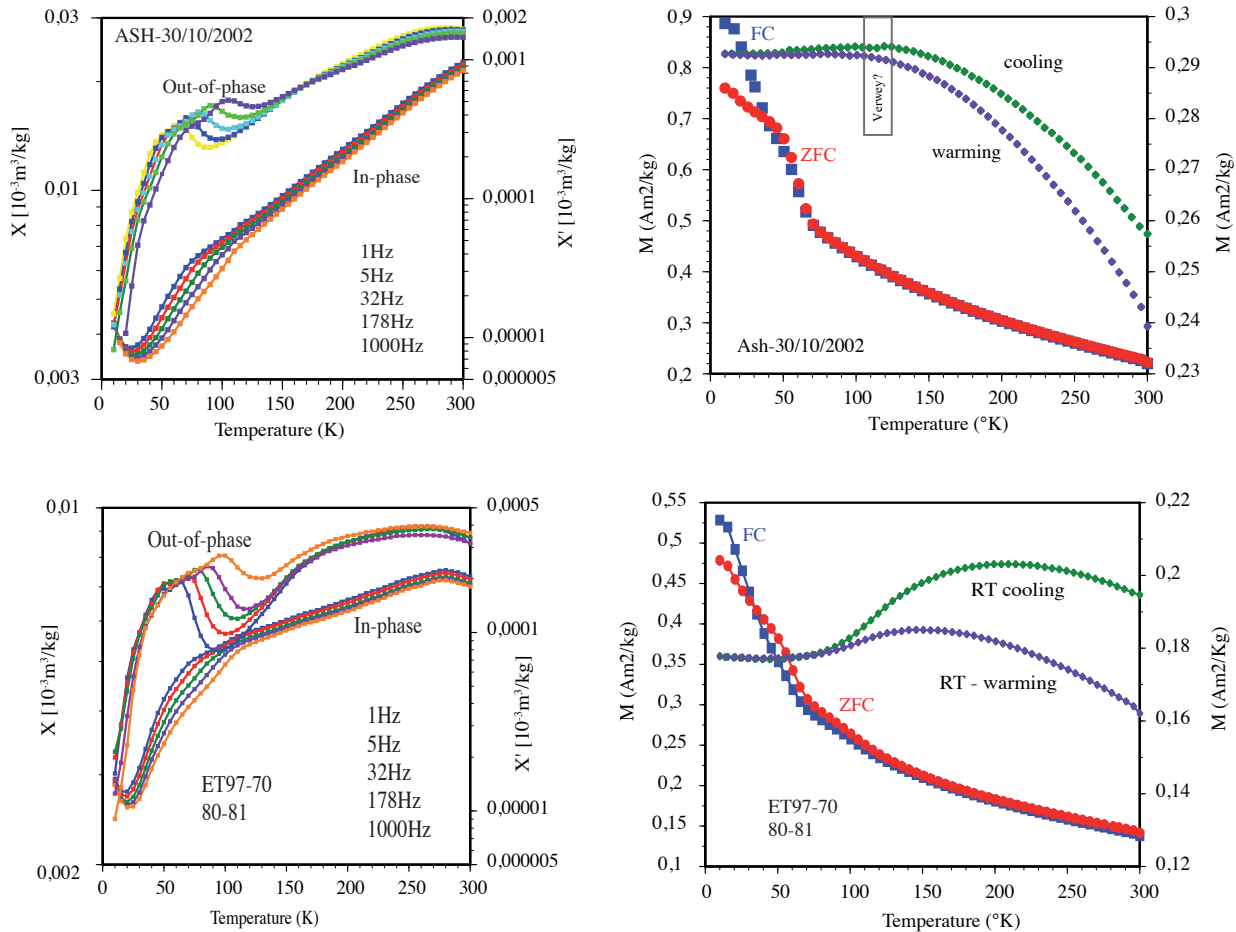 0,03
0,01
0,003
X [10⁻³m³/kg]
ASH-30/10/2002
Out-of-phase
In-phase
1Hz
5Hz
32Hz
178Hz
1000Hz
0,002
0,001
0,0001
0,00001
0,000005
X' [10⁻³m³/kg]
0 50 100 150 200 250 300
Temperature (K)
0,9
0,8
0,7
0,6
0,5
0,4
0,3
0,2
M (Am2/kg)
FC
ZFC
Verwey?
cooling
warming
Ash-30/10/2002
0,3
0,29
0,28
0,27
0,26
0,25
0,24
0,23
M (Am2/kg)
0 50 100 150 200 250 300
Temperature (°K)
0,01
0,002
X [10⁻³m³/kg]
Out-of-phase
In-phase
1Hz
5Hz
32Hz
178Hz
1000Hz
ET97-70
80-81
0,0005
0,0001
0,00001
0,000005
X' [10⁻³m³/kg]
0 50 100 150 200 250 300
Temperature (K)
0,55
0,5
0,45
0,4
0,35
0,3
0,25
0,2
0,15
0,1
M (Am2/kg)
FC
ZFC
RT cooling
RT - warming
ET97-70
80-81
0,22
0,2
0,18
0,16
0,14
0,12
M (Am2/Kg)
0 50 100 150 200 250 300
Temperature (°K)